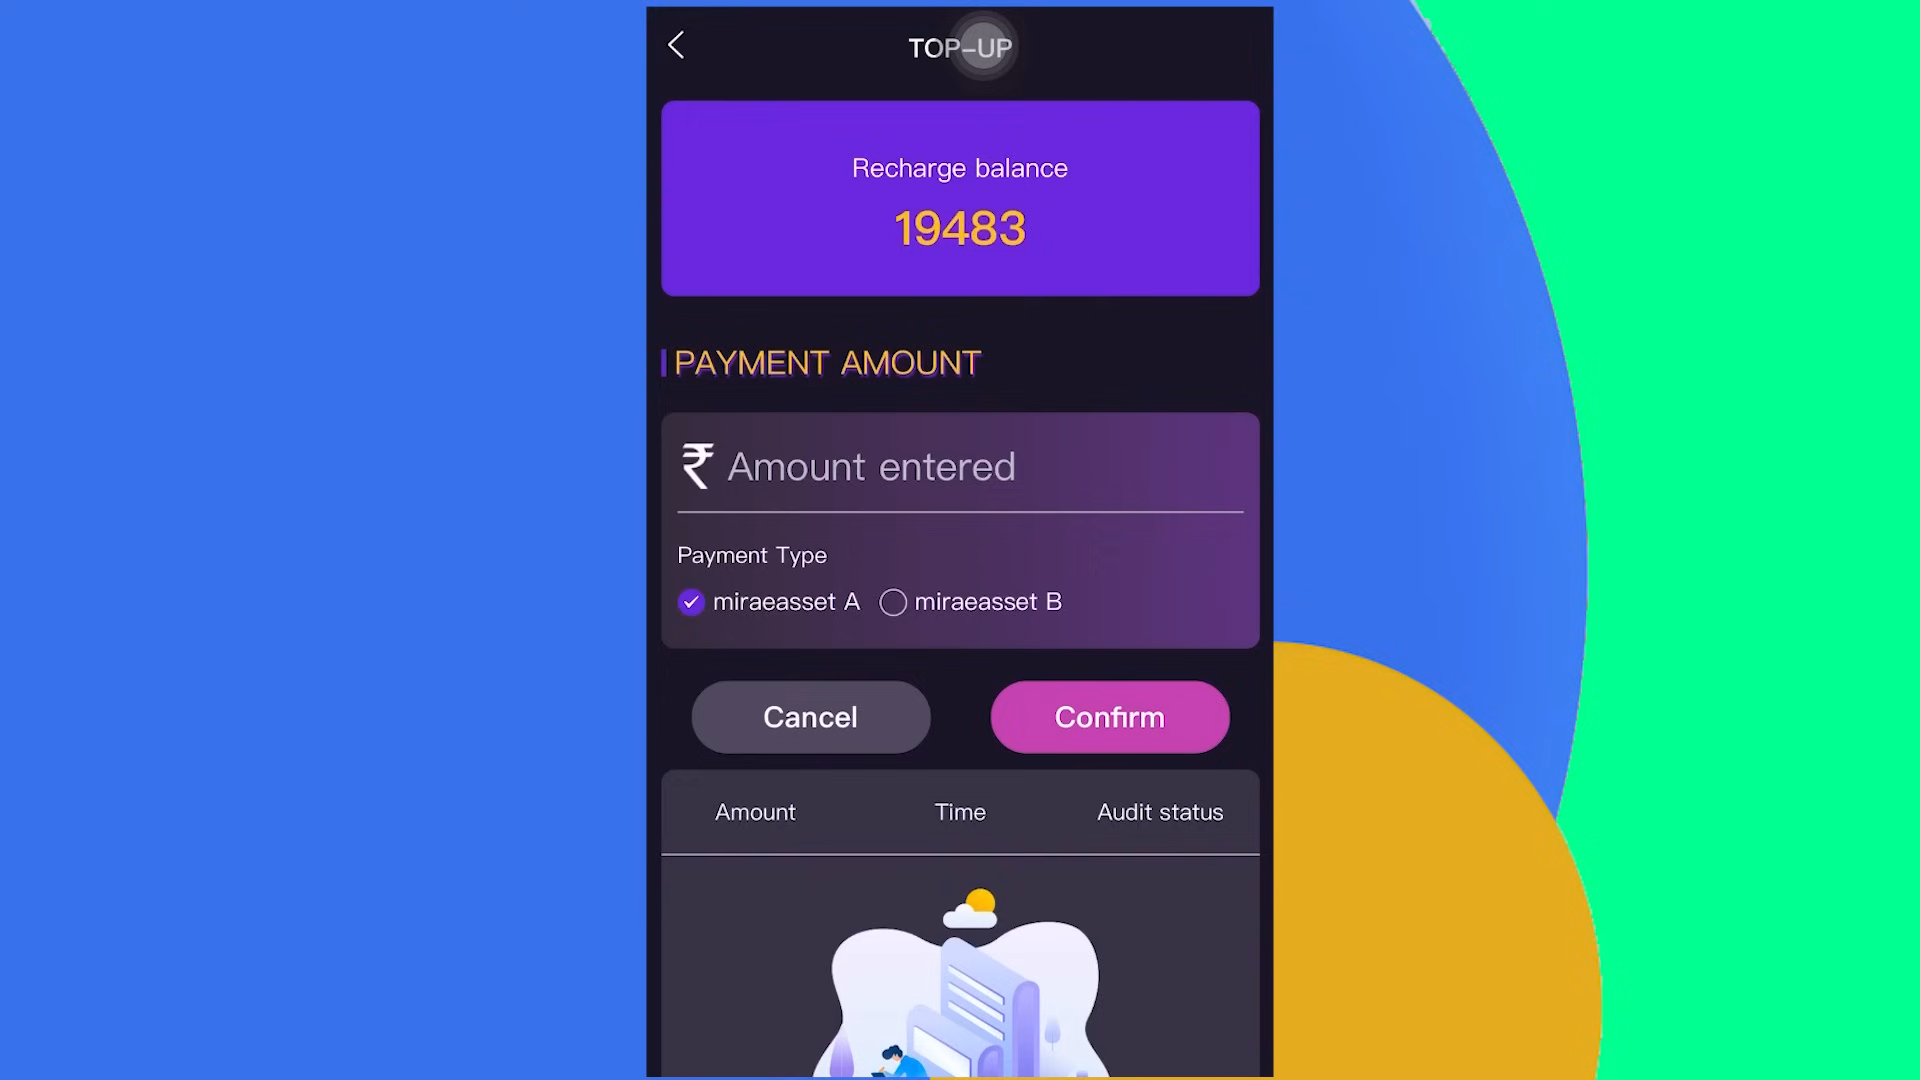 TOP-UP
Recharge balance
19483
PAYMENT AMOUNT
₹ Amount entered
Payment Type
miraeasset A miraeasset B
Cancel Confirm
Amount Time Audit status